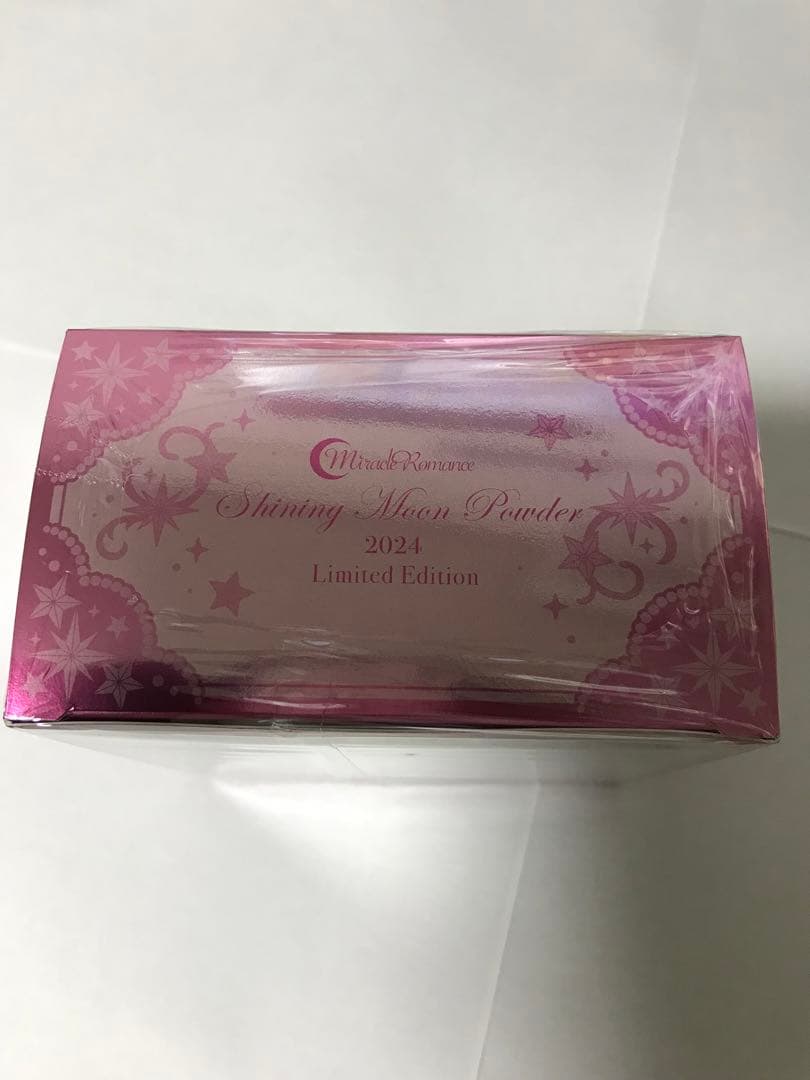 Miracle Romance
Shining Moon Powder
2024
Limited Edition